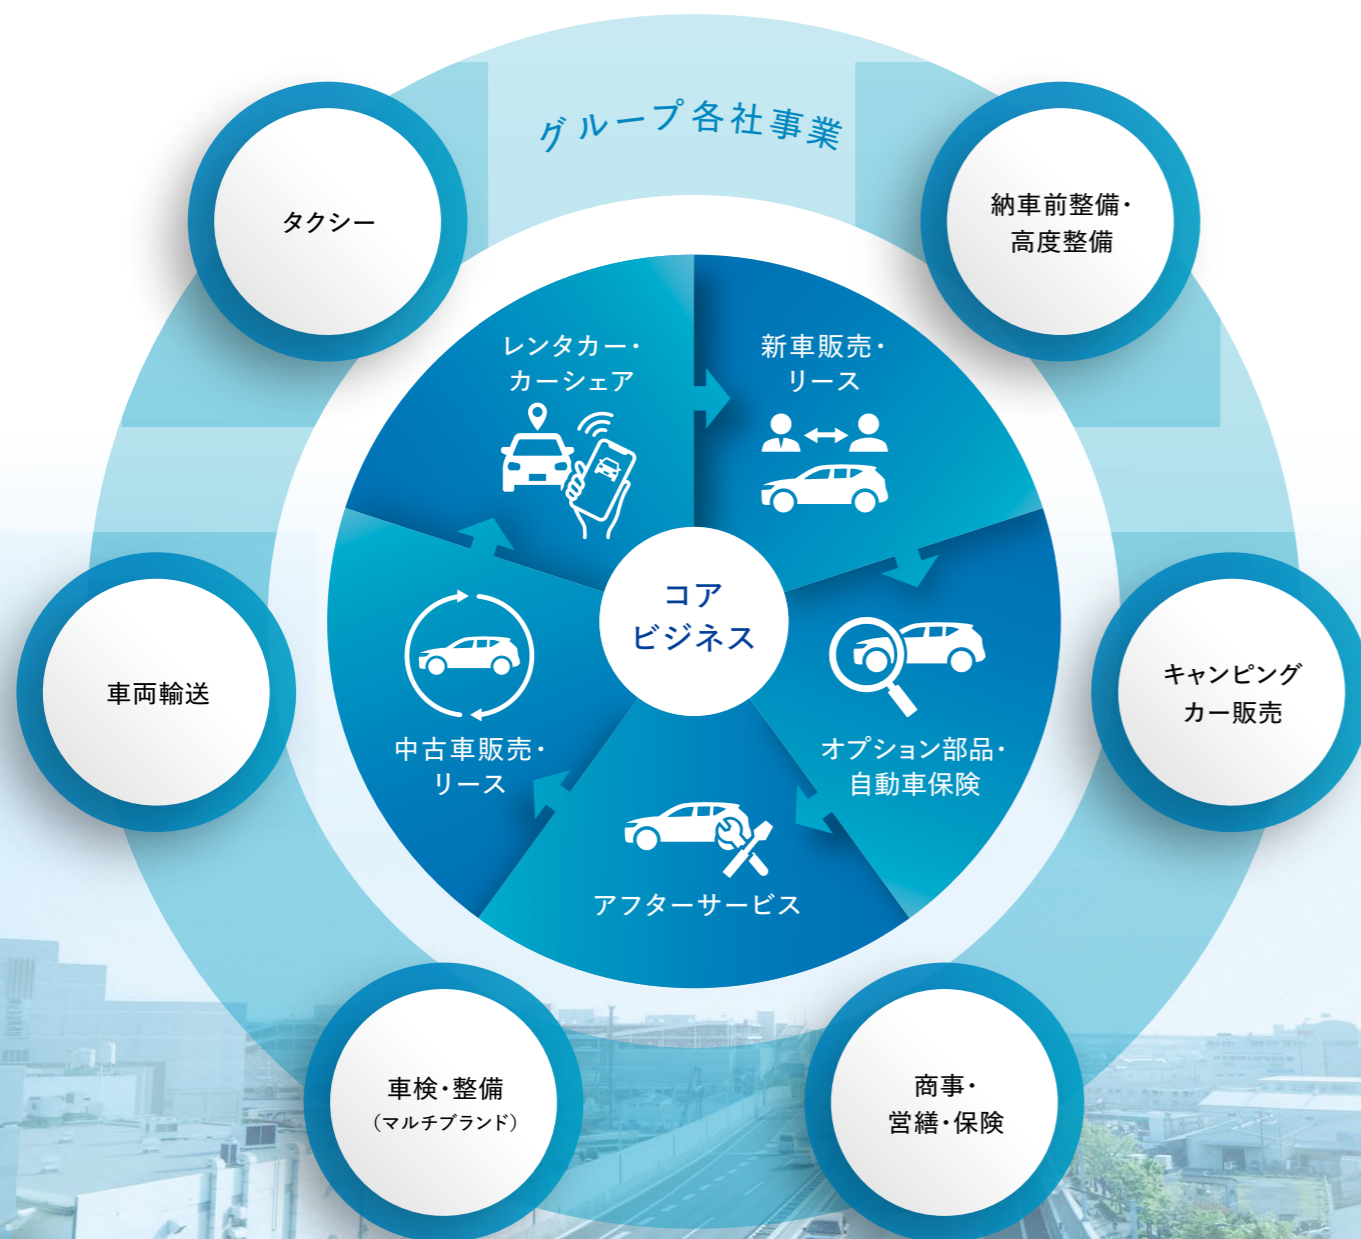 グループ各社事業
タクシー
納車前整備・
高度整備
レンタカー・
カーシェア
新車販売・
リース
コア
ビジネス
車両輸送
キャンピング
カー販売
中古車販売・
リース
オプション部品・
自動車保険
アフターサービス
車検・整備
（マルチブランド）
商事・
営繕・保険